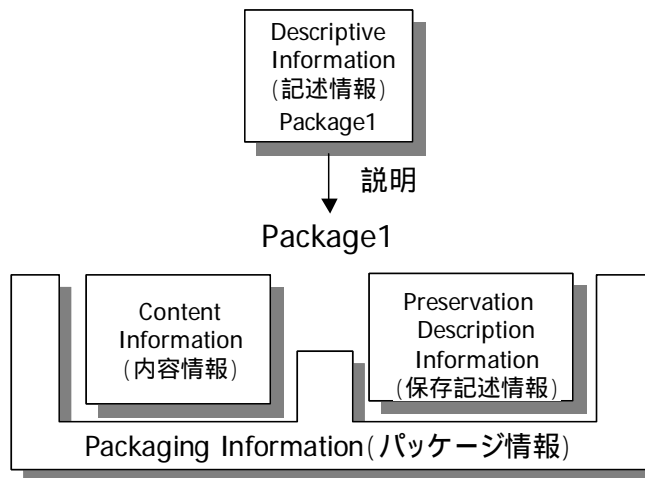 Descriptive
Information
(記述情報)
Package1
説明
Package1
Content
Information
(内容情報)
Preservation
Description
Information
(保存記述情報)
Packaging Information(パッケージ情報)